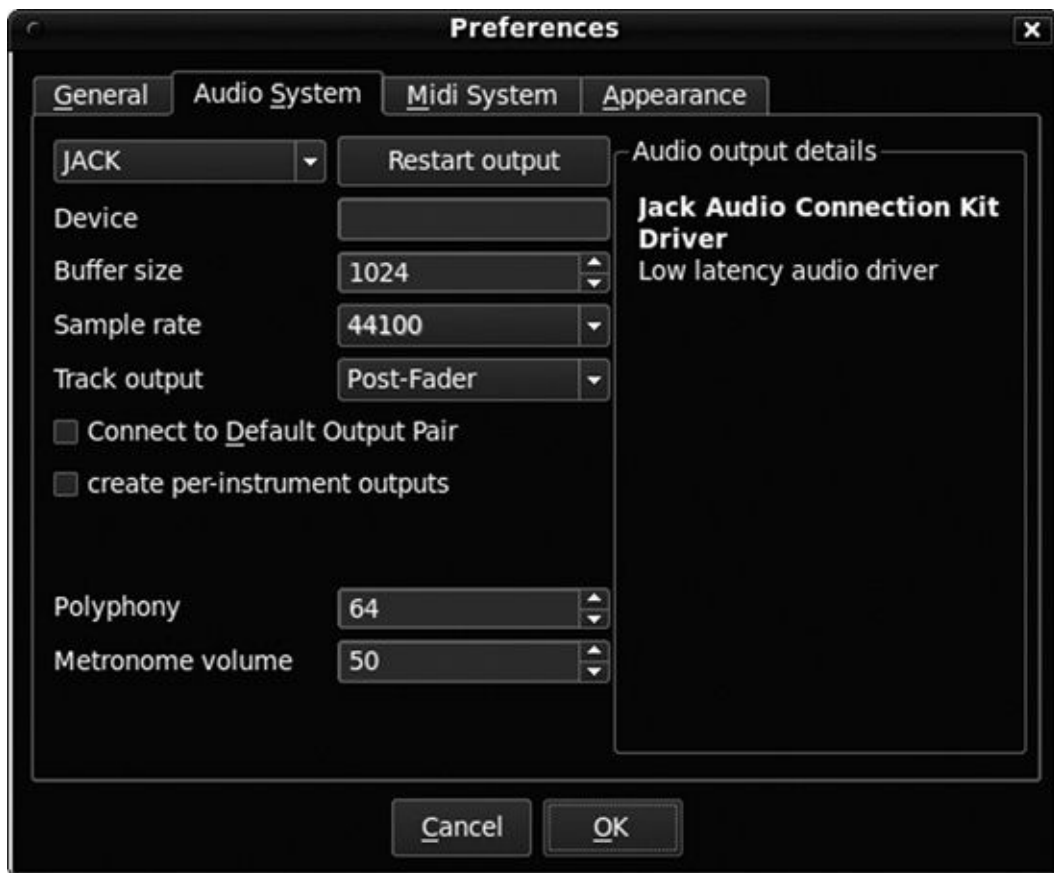 Preferences
General
Audio System
Midi System
Appearance
JACK
Restart output
Device
Buffer size
1024
Sample rate
44100
Track output
Post-Fader
Connect to Default Output Pair
create per-instrument outputs
Polyphony
64
Metronome volume
50
Audio output details
Jack Audio Connection Kit
Driver
Low latency audio driver
Cancel
OK